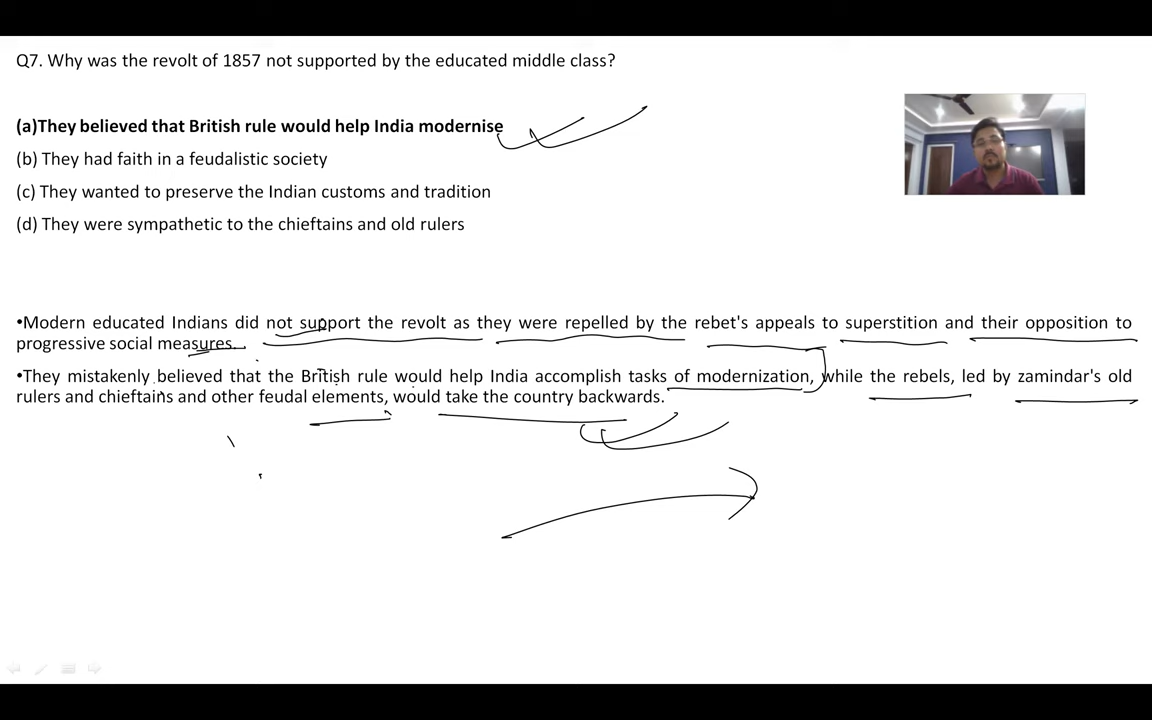 Q7. Why was the revolt of 1857 not supported by the educated middle class?
(a)They believed that British rule would help India modernise
(b) They had faith in a feudalistic society
(c) They wanted to preserve the Indian customs and tradition
(d) They were sympathetic to the chieftains and old rulers
•Modern educated Indians did not support the revolt as they were repelled by the rebet's appeals to superstition and their opposition to
progressive social measures.
•They mistakenly believed that the British rule would help India accomplish tasks of modernization, while the rebels, led by zamindar's old
rulers and chieftains and other feudal elements, would take the country backwards.